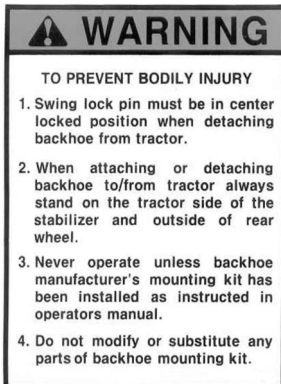 WARNING
TO PREVENT BODILY INJURY
1. Swing lock pin must be in center
locked position when detaching
backhoe from tractor.
2. When attaching or detaching
backhoe to/from tractor always
stand on the tractor side of the
stabilizer and outside of rear
wheel.
3. Never operate unless backhoe
manufacturer's mounting kit has
been installed as instructed in
operators manual.
4. Do not modify or substitute any
parts of backhoe mounting kit.